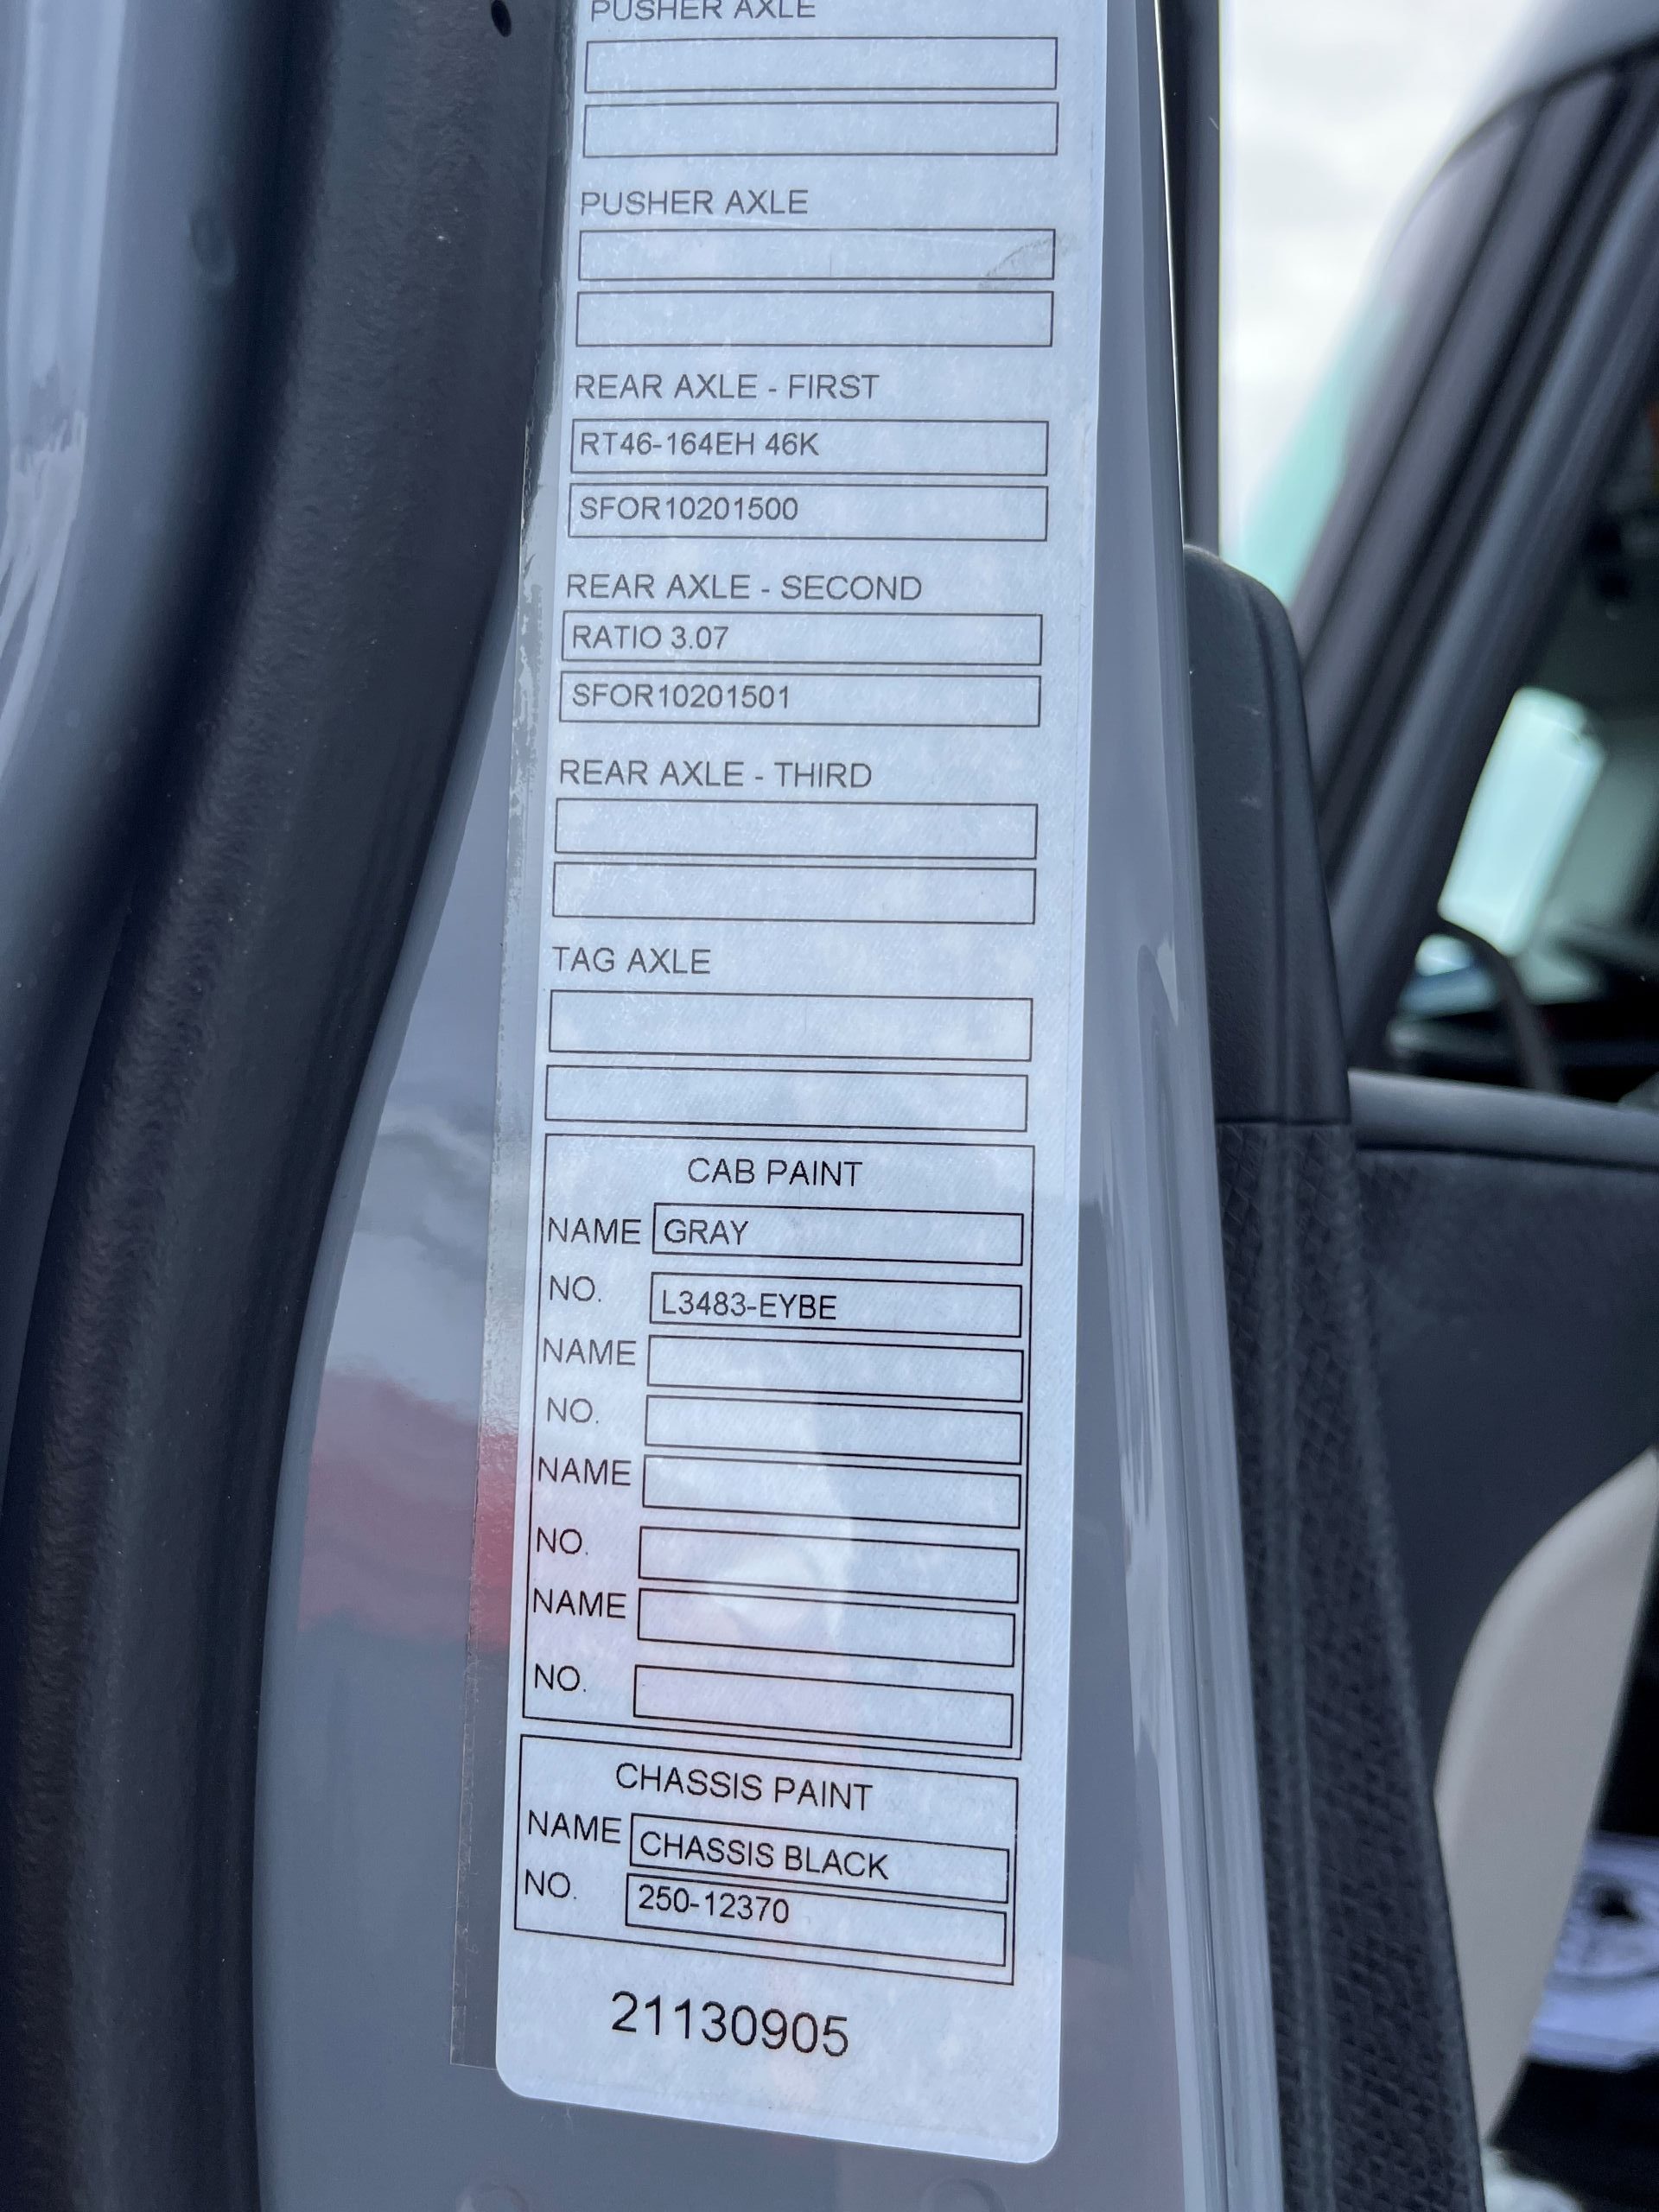 PUSHER AXLE
PUSHER AXLE
REAR AXLE - FIRST
RT46-164EH 46K
SFOR10201500
REAR AXLE - SECOND
RATIO 3.07
SFOR10201501
REAR AXLE - THIRD
TAG AXLE
CAB PAINT
NAME GRAY
NO. L3483-EYBE
NAME
NO.
NAME
NO.
NAME
NO.
CHASSIS PAINT
NAME CHASSIS BLACK
NO. 250-12370
21130905